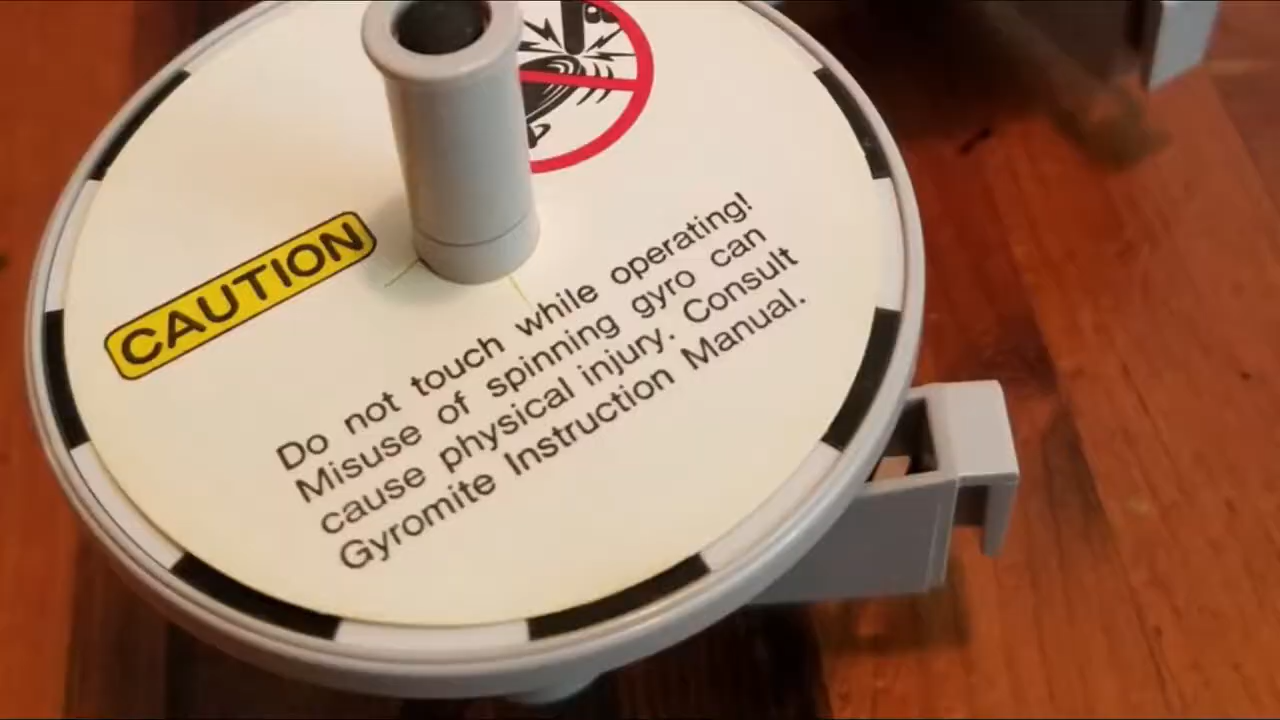 CAUTION
Do not touch while operating!
Misuse of spinning gyro can
cause physical injury. Consult
Gyromite Instruction Manual.